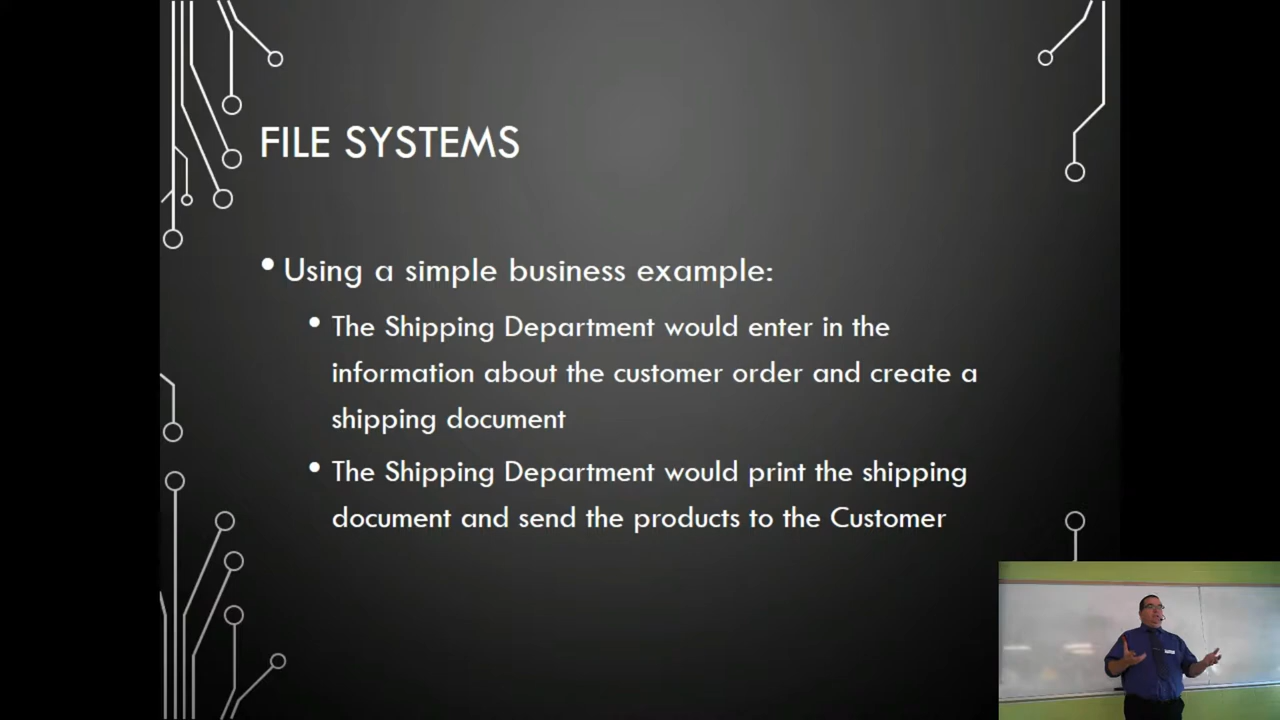 FILE SYSTEMS
• Using a simple business example:
• The Shipping Department would enter in the
information about the customer order and create a
shipping document
• The Shipping Department would print the shipping
document and send the products to the Customer